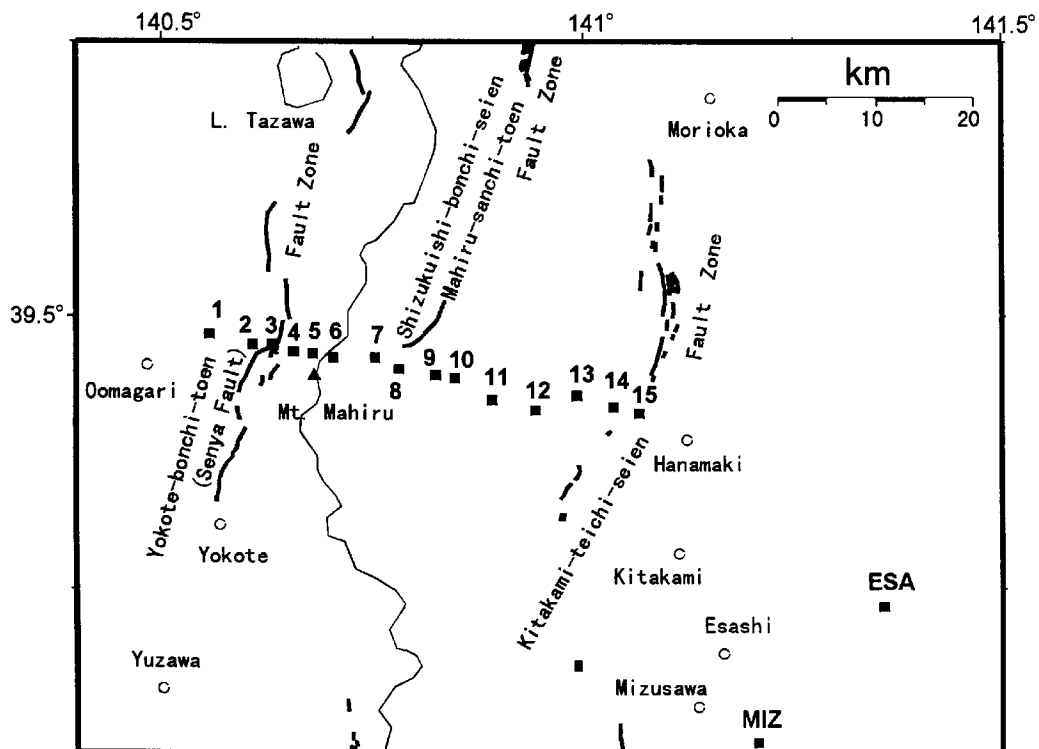 140.5°
141°
141.5°
39.5°
km
0
10
20
L. Tazawa
Morioka
Shizukuishi-bonchi-seien
Mahiru-sanchi-toen
Fault Zone
Fault Zone
Fault Zone
1
2
3
4
5
6
7
8
9
10
11
12
13
14
15
Oomagari
Mt. Mahiru
Yokote-bonchi-toen
(Senya Fault)
Hanamaki
Kitakami-teichi-seien
Yokote
Kitakami
ESA
Esashi
Yuzawa
Mizusawa
MIZ